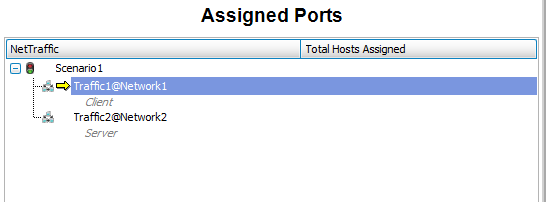 Assigned Ports
NetTraffic Total Hosts Assigned
Scenario1
Traffic1@Network1
Client
Traffic2@Network2
Server